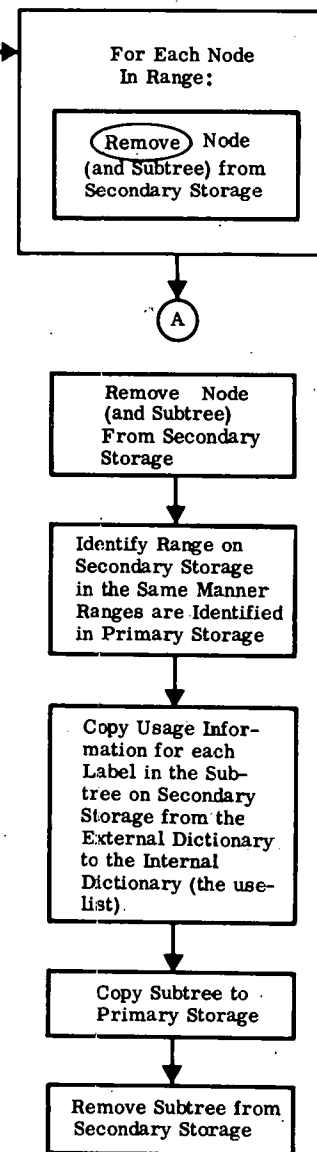 For Each Node
In Range:
Remove Node
(and Subtree) from
Secondary Storage
A
Remove Node
(and Subtree)
From Secondary
Storage
Identify Range on
Secondary Storage
in the Same Manner
Ranges are Identified
in Primary Storage
Copy Usage Infor-
mation for each
Label in the Sub-
tree on Secondary
Storage from the
External Dictionary
to the Internal
Dictionary (the use-
list).
Copy Subtree to
Primary Storage
Remove Subtree from
Secondary Storage